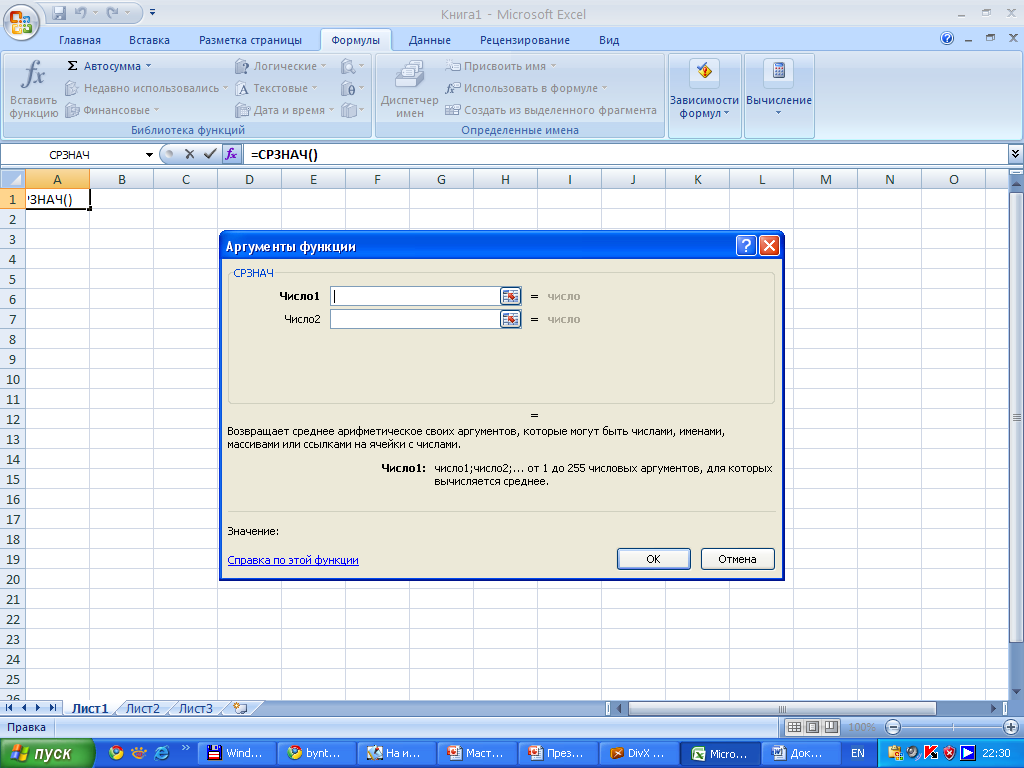 Книга1 - Microsoft Excel
Главная Вставка Разметка страницы Формулы Данные Рецензирование Вид
fx Вставить функцию
Σ Автосумма
Недавно использовались
Финансовые
Логические
Текстовые
Дата и время
Библиотека функций
Диспетчер имен
Присвоить имя
Использовать в формуле
Создать из выделенного фрагмента
Определенные имена
Зависимости формул
Вычисление
СРЗНАЧ fx =СРЗНАЧ()
A B C D E F G H I J K L M N O
1 РЗНАЧ()
2
3
4
5
6
7
8
9
10
11
12
13
14
15
16
17
18
19
20
21
22
23
24
25
26
Аргументы функции
СРЗНАЧ
Число1 = число
Число2 = число
=
Возвращает среднее арифметическое своих аргументов, которые могут быть числами, именами,
массивами или ссылками на ячейки с числами.
Число1: число1;число2;... от 1 до 255 числовых аргументов, для которых
вычисляется среднее.
Значение:
Справка по этой функции
ОК Отмена
Лист1 Лист2 Лист3
Правка 100%
пуск Wind... bynt... На и... Маст... През... DivX ... Micro... Док... EN 22:30